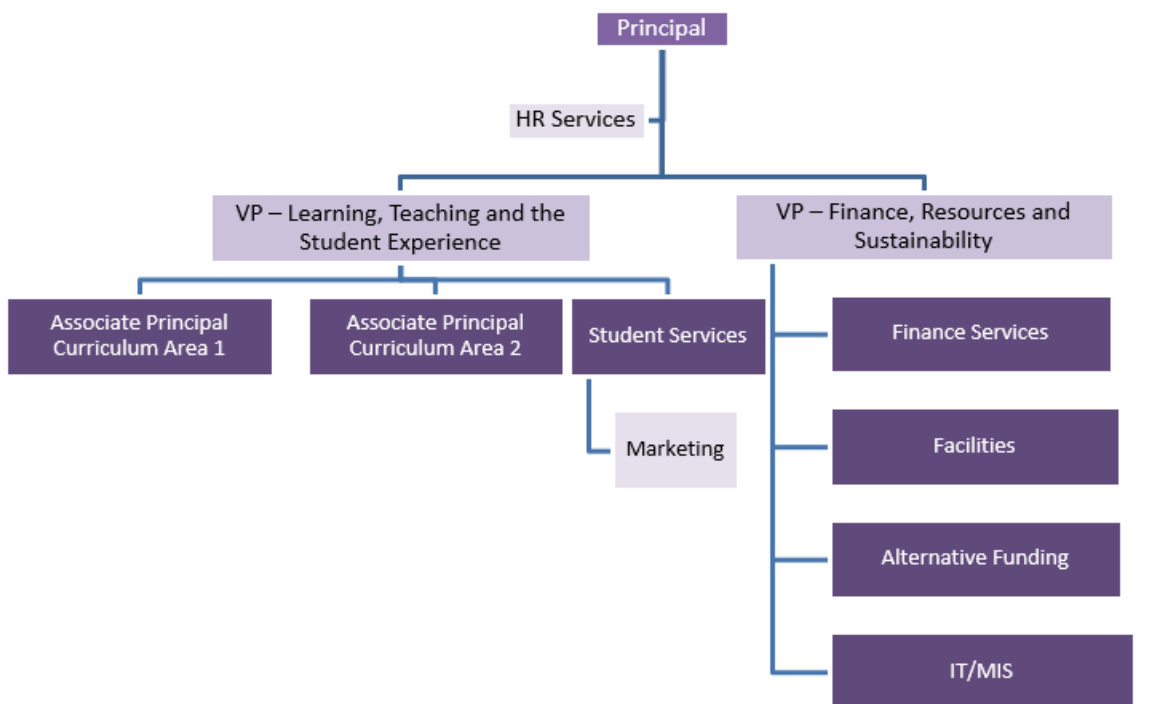 Principal
HR Services
VP – Learning, Teaching and the
Student Experience
VP – Finance, Resources and
Sustainability
Associate Principal
Curriculum Area 1
Associate Principal
Curriculum Area 2
Student Services
Marketing
Finance Services
Facilities
Alternative Funding
IT/MIS